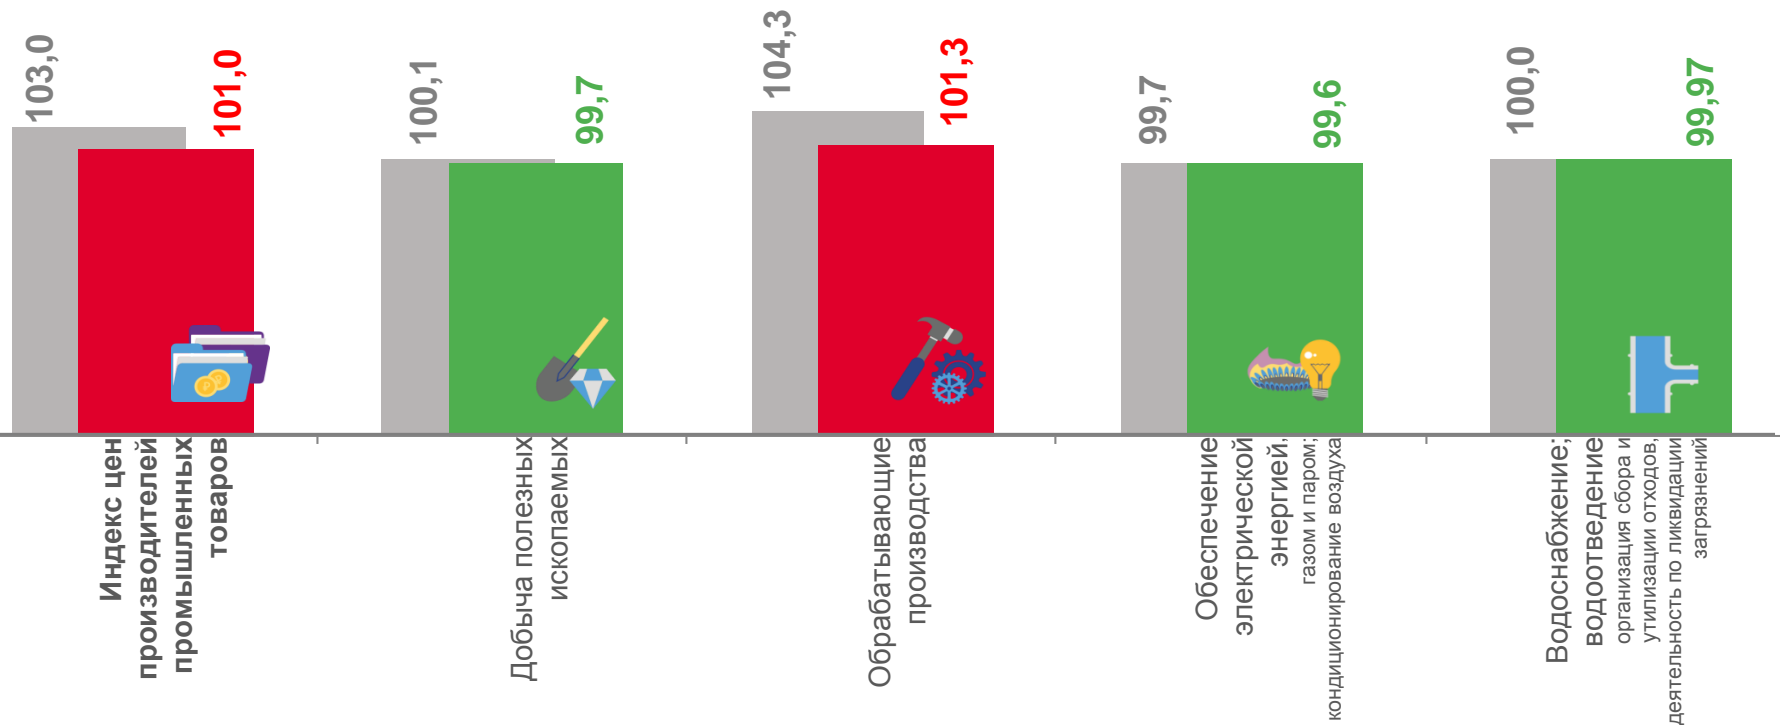 103,0
101,0
100,1
99,7
104,3
101,3
99,7
99,6
100,0
99,97
Индекс цен
производителей
промышленных
товаров
Добыча полезных
ископаемых
Обрабатывающие
производства
Обеспечение
электрической
энергией,
газом и паром;
кондиционирование воздуха
Водоснабжение;
водоотведение
организация сбора и
утилизации отходов,
деятельность по ликвидации
загрязнений